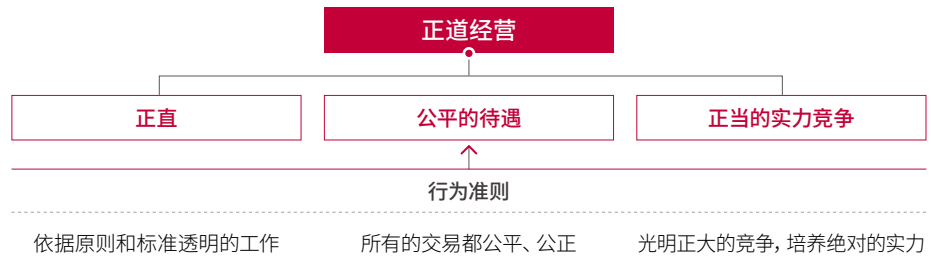 正道经营
正直
公平的待遇
正当的实力竞争
行为准则
依据原则和标准透明的工作
所有的交易都公平、公正
光明正大的竞争，培养绝对的实力